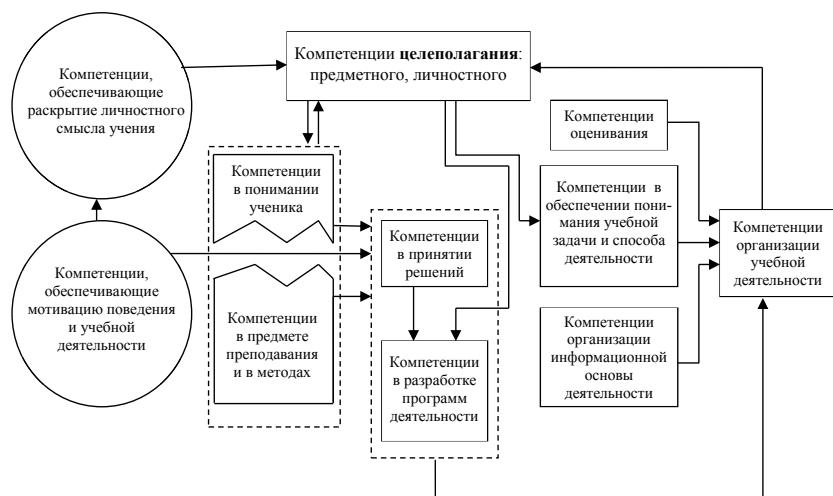 Компетенции,
обеспечивающие
раскрытие личностного
смысла учения
Компетенции целеполагания:
предметного, личностного
Компетенции
оценивания
Компетенции
в понимании
ученика
Компетенции в
обеспечении пони-
мания учебной
задачи и способа
деятельности
Компетенции
организации
учебной
деятельности
Компетенции
в принятии
решений
Компетенции,
обеспечивающие
мотивацию поведения
и учебной
деятельности
Компетенции
в предмете
преподавания
и в методах
Компетенции
в разработке
программ
деятельности
Компетенции
организации
информационной
основы
деятельности